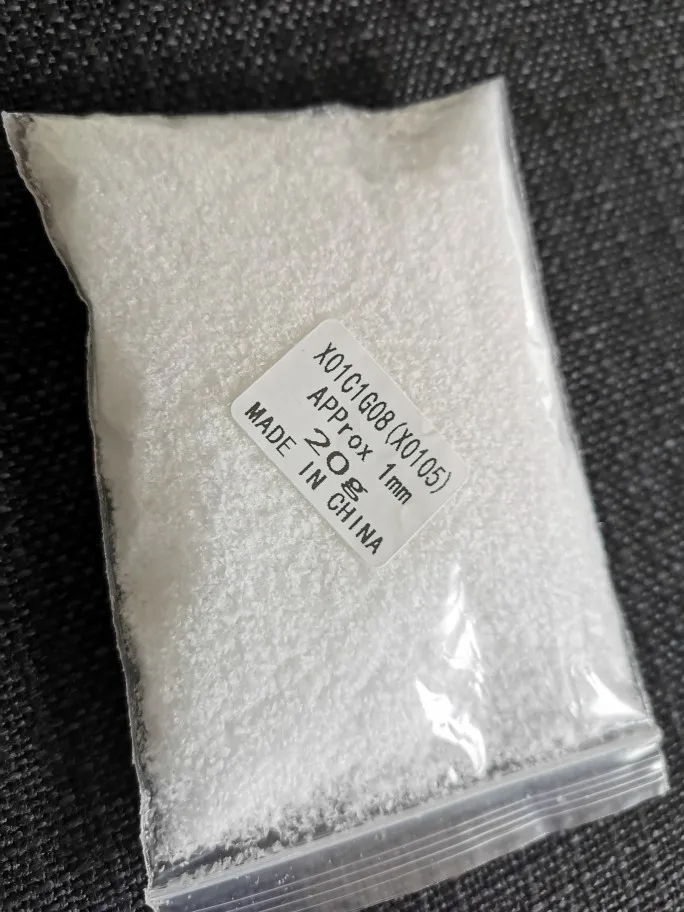 X01C1G08(X0105)
APProx 1mm
20g
MADE IN CHINA